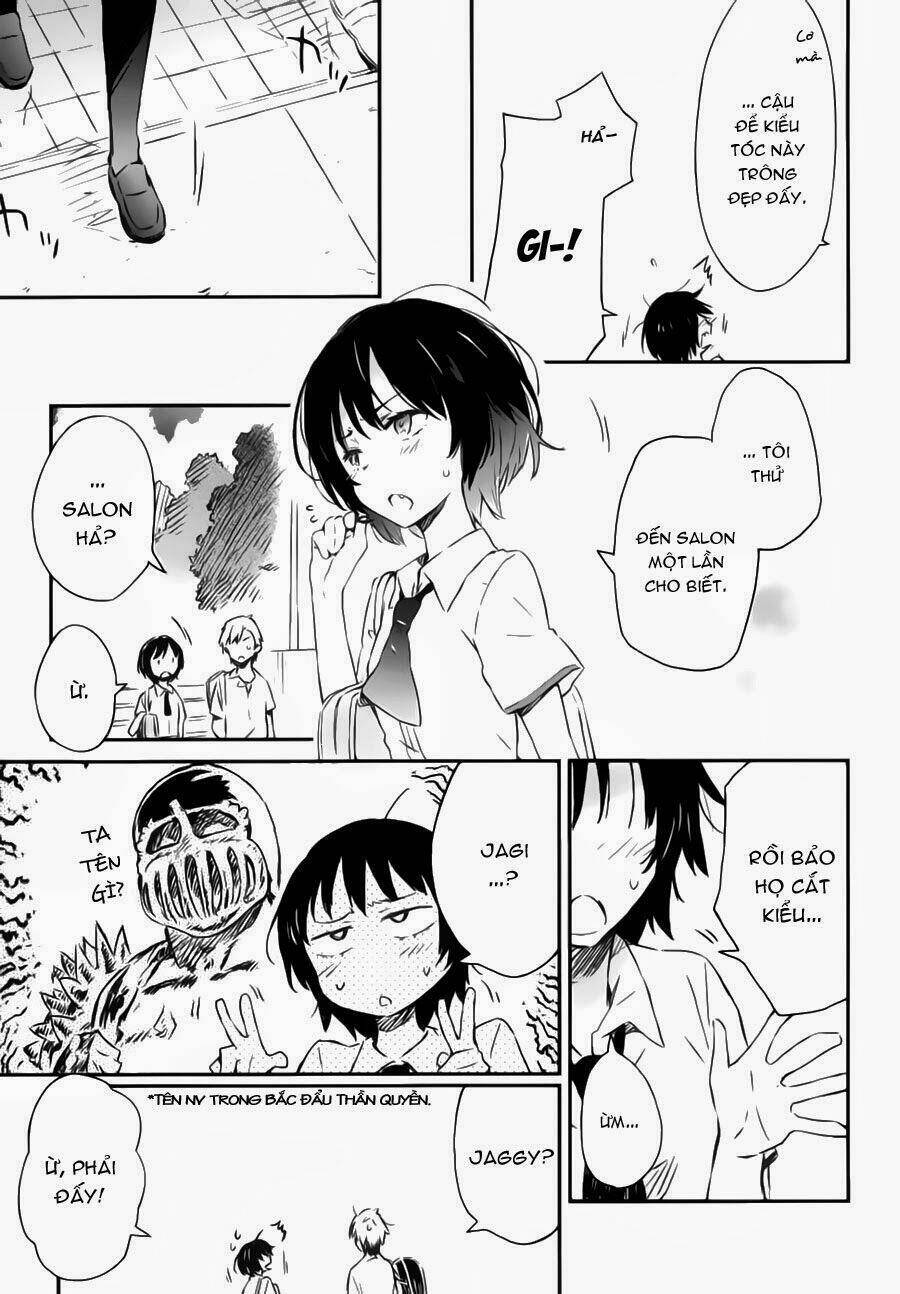 Cơ
mà
... CẬU
ĐỂ KIỂU
TÓC NÀY
TRÔNG
ĐẸP ĐẤY.
HẢ-
GI-!
... TÔI
THỬ
ĐẾN SALON
MỘT LẦN
CHO BIẾT.
...
SALON
HẢ?
Ừ.
RỒI BẢO
HỌ CẮT
KIỂU...
ỪM...
JAGI
...?
TA
TÊN
GÌ?
*TÊN NV TRONG BẮC ĐẨU THẦN QUYỀN.
JAGGY?
Ừ, PHẢI
ĐẤY!